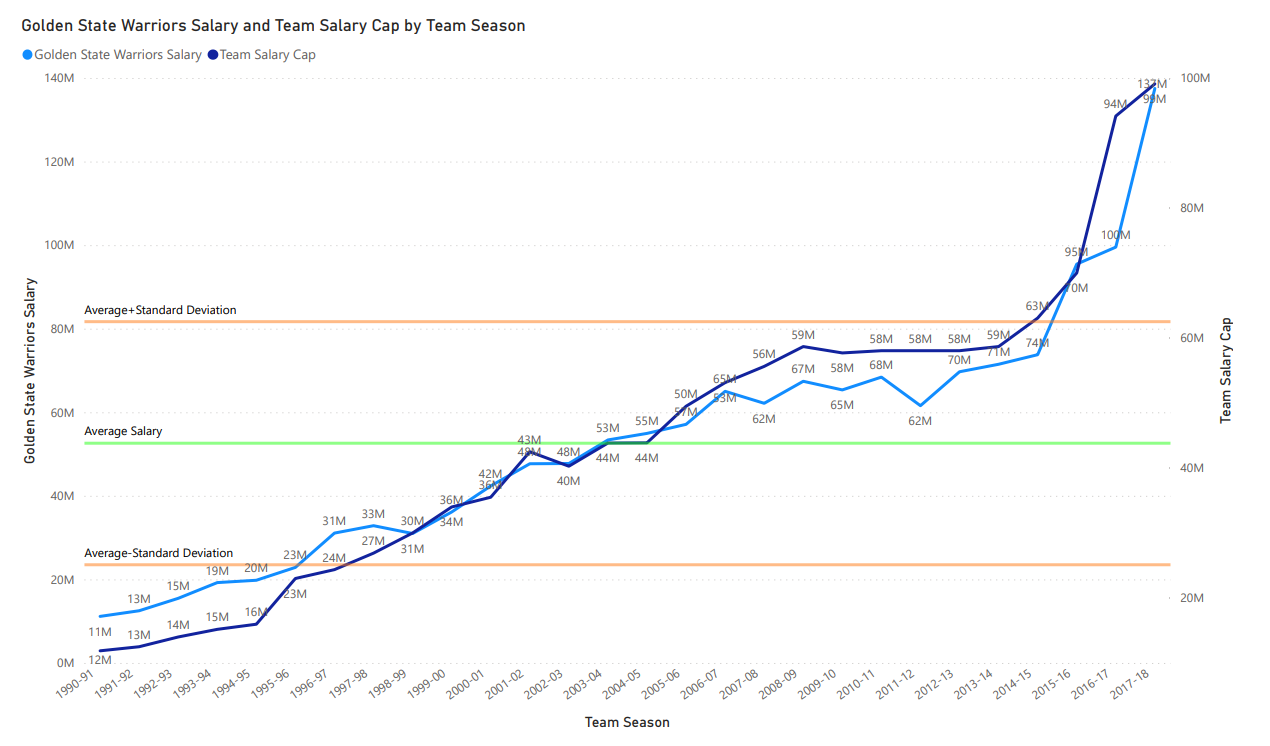 Golden State Warriors Salary and Team Salary Cap by Team Season
Golden State Warriors Salary Team Salary Cap
140M
120M
100M
80M
60M
40M
20M
0M
Golden State Warriors Salary
100M
80M
60M
40M
20M
Team Salary Cap
Average+Standard Deviation
Average Salary
Average-Standard Deviation
11M 13M 15M 19M 20M 23M 31M 33M 31M 36M 42M 48M 48M 53M 55M 57M 65M 62M 67M 65M 68M 62M 70M 71M 74M 95M 100M 137M
12M 13M 14M 15M 16M 23M 24M 27M 30M 34M 36M 43M 40M 44M 44M 50M 53M 56M 59M 58M 58M 58M 58M 59M 63M 70M 94M 99M
1990-91 1991-92 1992-93 1993-94 1994-95 1995-96 1996-97 1997-98 1998-99 1999-00 2000-01 2001-02 2002-03 2003-04 2004-05 2005-06 2006-07 2007-08 2008-09 2009-10 2010-11 2011-12 2012-13 2013-14 2014-15 2015-16 2016-17 2017-18
Team Season